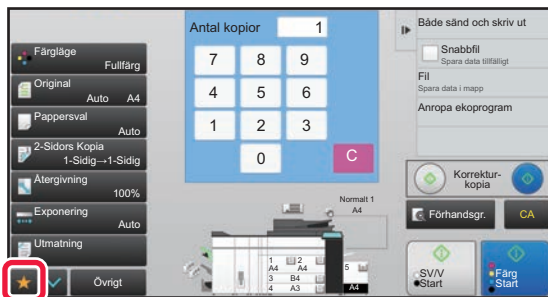 Färgläge
Fullfärg
Original
Auto A4
Pappersval
Auto
2-Sidors Kopia
1-Sidig→1-Sidig
Återgivning
100%
Exponering
Auto
Utmatning
Övrigt
Antal kopior 1
7 8 9
4 5 6
1 2 3
0 C
Normalt 1
A4
1 A4
2 A4
3 B4
4 A3
5
A4
Både sänd och skriv ut
Snabbfil
Spara data tillfälligt
Fil
Spara data i mapp
Anropa ekoprogram
Korrektur-
kopia
Förhandsgr.
CA
SV/V
Start
Färg
Start